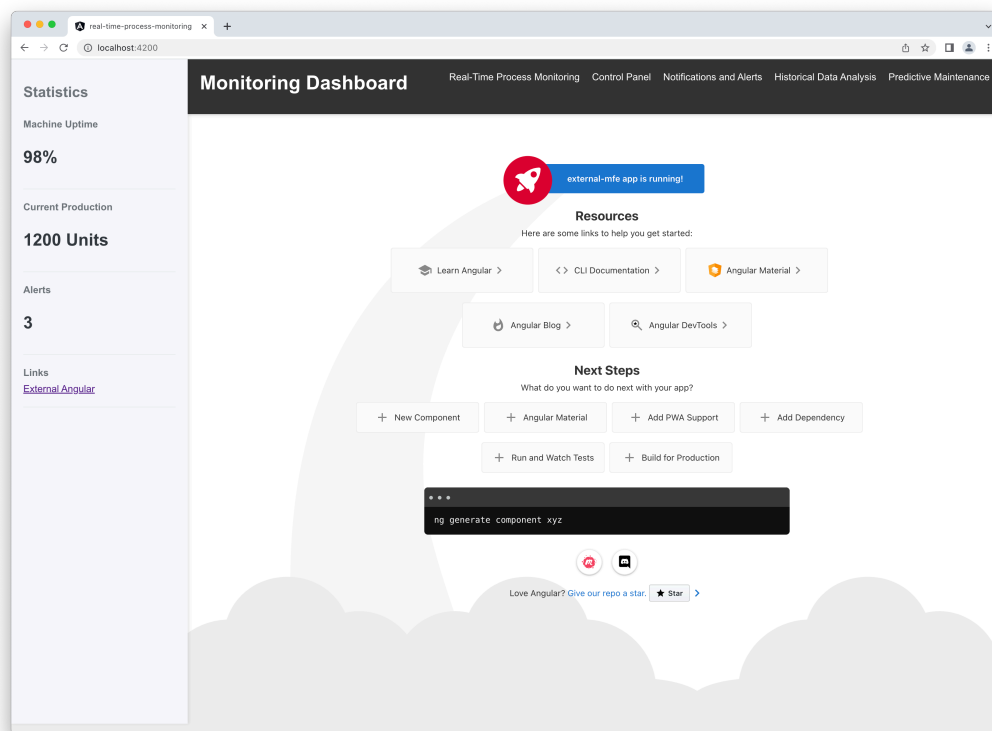 real-time-process-monitoring
localhost:4200
Statistics
Machine Uptime
98%
Current Production
1200 Units
Alerts
3
Links
External Angular
Monitoring Dashboard
Real-Time Process Monitoring Control Panel Notifications and Alerts Historical Data Analysis Predictive Maintenance
external-mfe app is running!
Resources
Here are some links to help you get started:
Learn Angular CLI Documentation Angular Material
Angular Blog Angular DevTools
Next Steps
What do you want to do next with your app?
New Component Angular Material Add PWA Support Add Dependency
Run and Watch Tests Build for Production
ng generate component xyz
Love Angular? Give our repo a star. Star